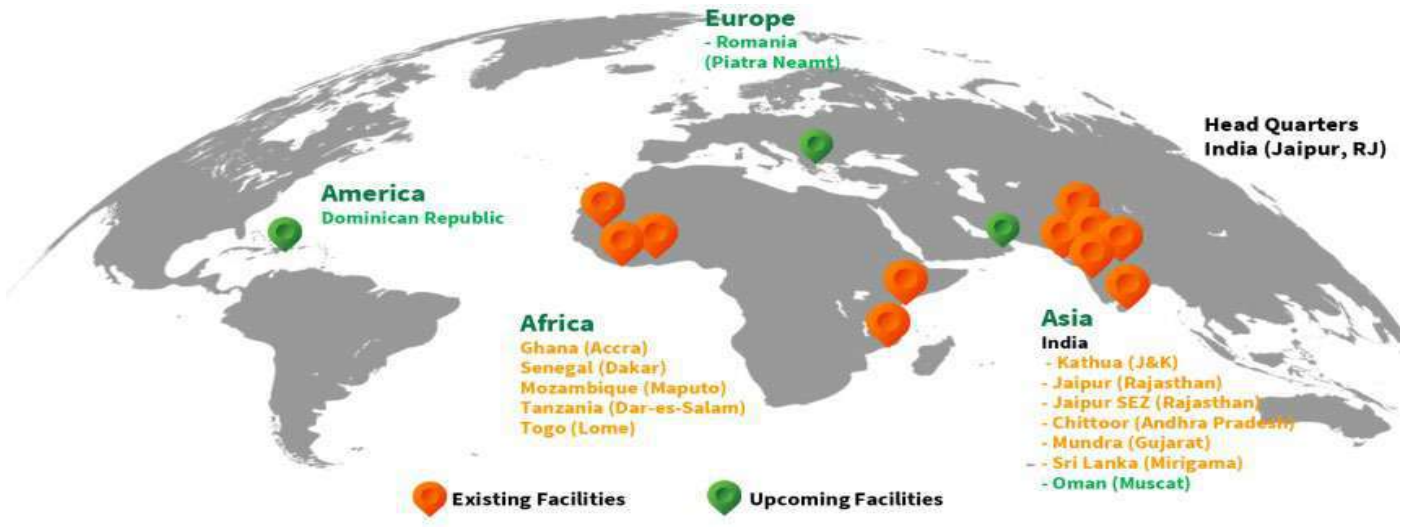 Europe
- Romania
(Piatra Neamt)
Head Quarters
India (Jaipur, RJ)
America
Dominican Republic
Africa
Ghana (Accra)
Senegal (Dakar)
Mozambique (Maputo)
Tanzania (Dar-es-Salam)
Togo (Lome)
Asia
India
- Kathua (J&K)
- Jaipur (Rajasthan)
- Jaipur SEZ (Rajasthan)
- Chittoor (Andhra Pradesh)
- Mundra (Gujarat)
- Sri Lanka (Mirigama)
- Oman (Muscat)
Existing Facilities
Upcoming Facilities